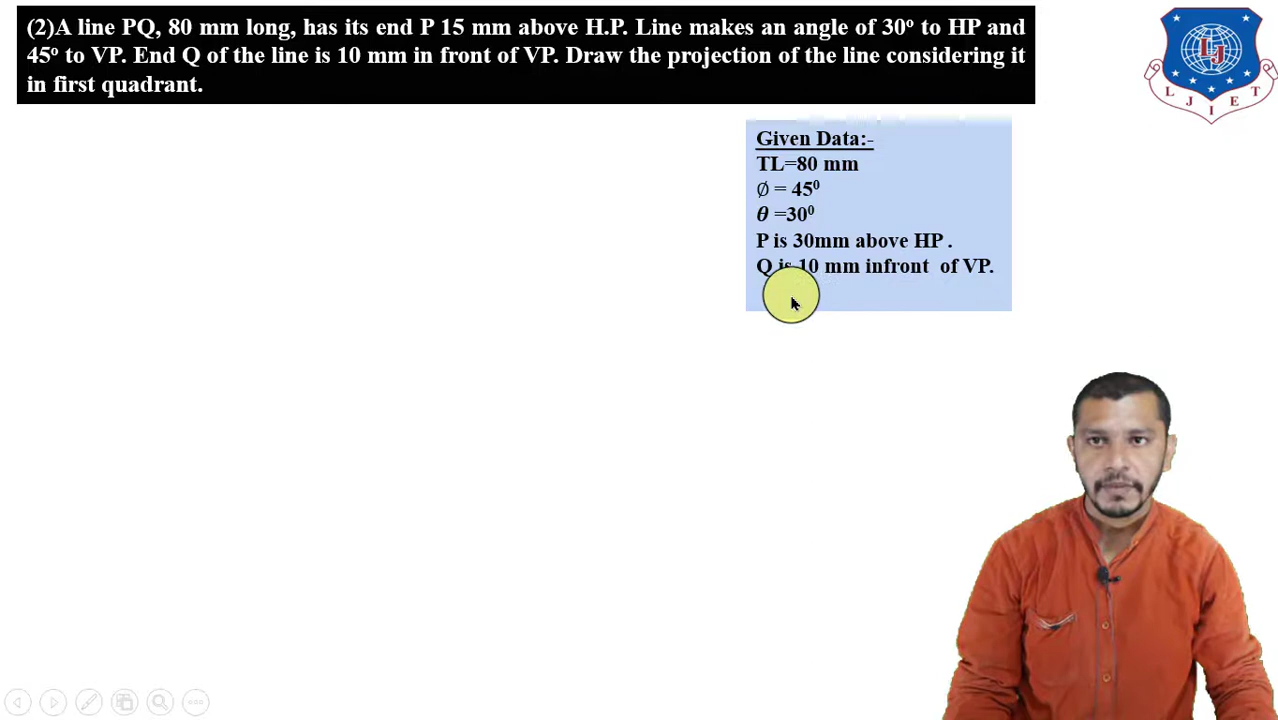 (2)A line PQ, 80 mm long, has its end P 15 mm above H.P. Line makes an angle of 30º to HP and
45º to VP. End Q of the line is 10 mm in front of VP. Draw the projection of the line considering it
in first quadrant.
Given Data:-
TL=80 mm
∅ = 45⁰
θ =30⁰
P is 30mm above HP .
Q is 10 mm infront of VP.
LJ
L J I E T